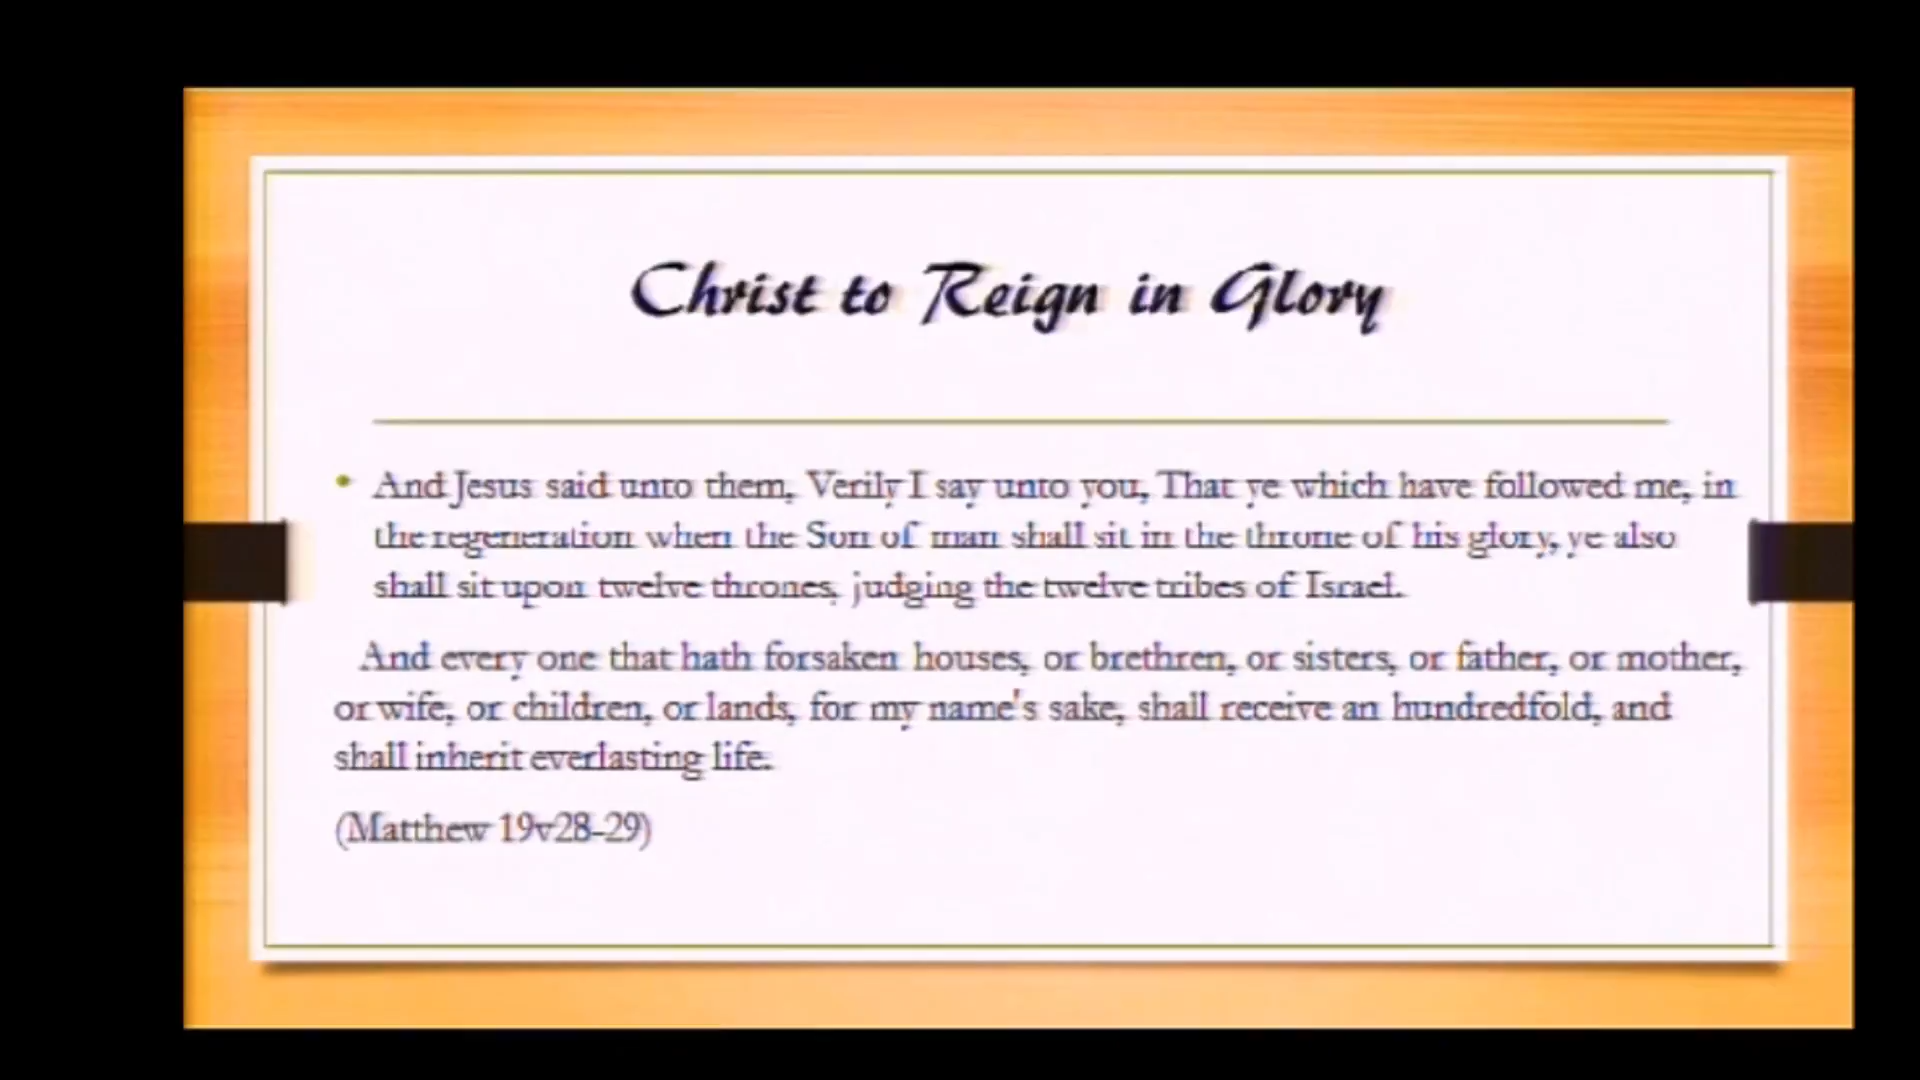 Christ to Reign in Glory
• And Jesus said unto them, Verily I say unto you, That ye which have followed me, in
the regeneration when the Son of man shall sit in the throne of his glory, ye also
shall sit upon twelve thrones, judging the twelve tribes of Israel.
And every one that hath forsaken houses, or brethren, or sisters, or father, or mother,
or wife, or children, or lands, for my name's sake, shall receive an hundredfold, and
shall inherit everlasting life.
(Matthew 19v28-29)